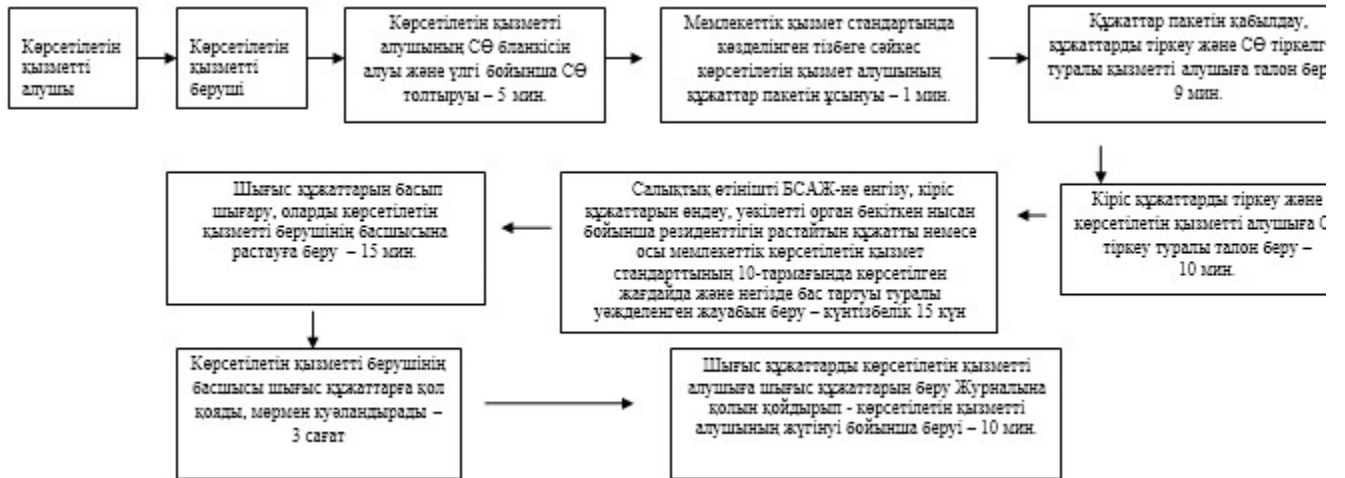 Көрсетілетін
қызметті
алушы
Көрсетілетін
қызметті
беруші
Көрсетілетін қызметті
алушының СӨ бланкісін
алуы және үлгі бойынша СӨ
толтыруы – 5 мин.
Мемлекеттік қызмет стандартында
көзделінген тізбеге сәйкес
көрсетілетін қызмет алушының
құжаттар пакетін ұсынуы – 1 мин.
Құжаттар пакетін қабылдау,
құжаттарды тіркеу және СӨ
туралы қызметті алушыға талон
9 мин.
Кіріс құжаттарды тіркеу және
көрсетілетін қызметті алушыға
тіркеу туралы талон беру –
10 мин.
Салықтық өтінішті БСАЖ-не енгізу, кіріс
құжаттарын өндеу, уәкілетті орган бекіткен нысан
бойынша резиденттігін растайтын құжатты немесе
осы мемлекеттік көрсетілетін қызмет
стандарттының 10-тармағында көрсетілген
жағдайда және негізде бас тартуы туралы
уәжделенген жауабын беру – күнтізбелік 15 күн
Шығыс құжаттарын басып
шығару, оларды көрсетілетін
қызметті берушінің басшысына
растауға беру – 15 мин.
Көрсетілетін қызметті берушінің
басшысы шығыс құжаттарға қол
қояды, мөрмен куәландырады –
3 сағат
Шығыс құжаттарды көрсетілетін қызметті
алушыға шығыс құжаттарын беру Журналына
қолын қойдырып - көрсетілетін қызметті
алушының жүгінуі бойынша беруі – 10 мин.